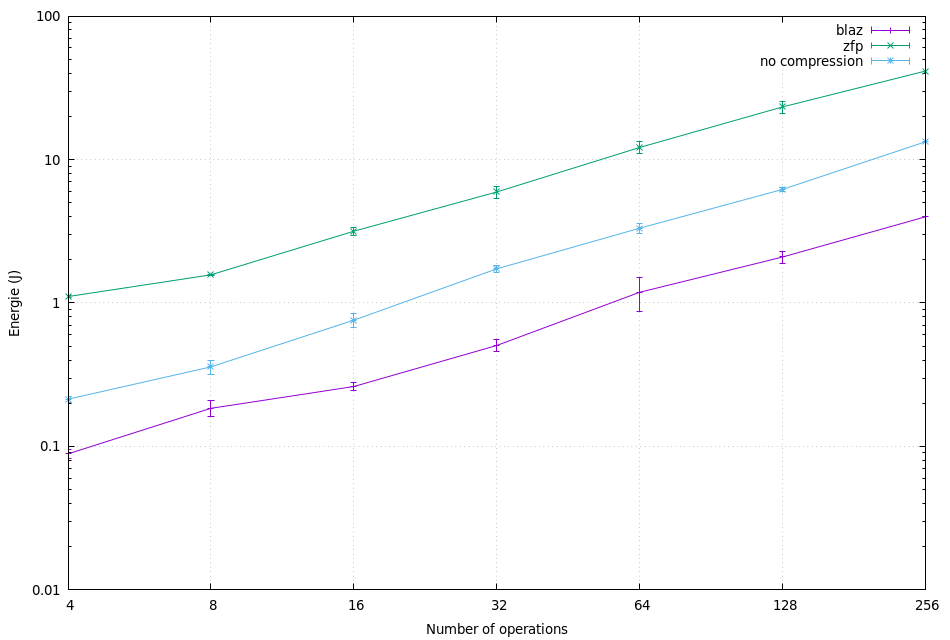 100
10
1
0.1
0.01
Energie (J)
blaz
zfp
no compression
4 8 16 32 64 128 256
Number of operations